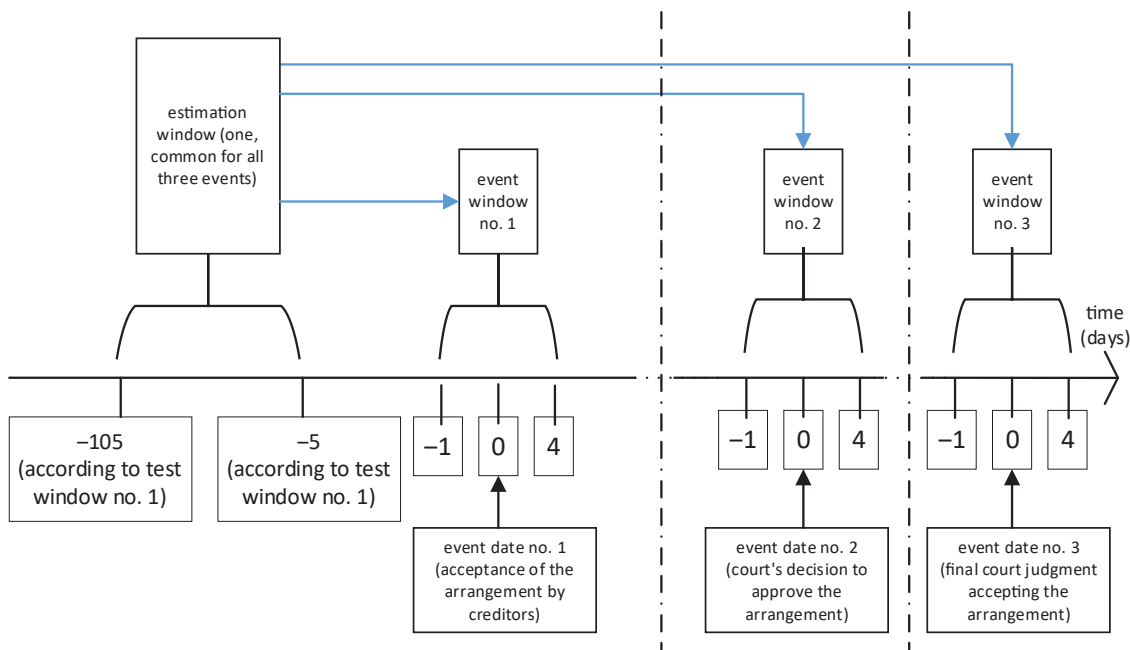 estimation
window (one,
common for all
three events)
event
window
no. 1
event
window
no. 2
event
window
no. 3
time
(days)
–105
(according to test
window no. 1)
–5
(according to test
window no. 1)
–1
0
4
–1
0
4
–1
0
4
event date no. 1
(acceptance of the
arrangement by
creditors)
event date no. 2
(court's decision to
approve the
arrangement)
event date no. 3
(final court judgment
accepting the
arrangement)